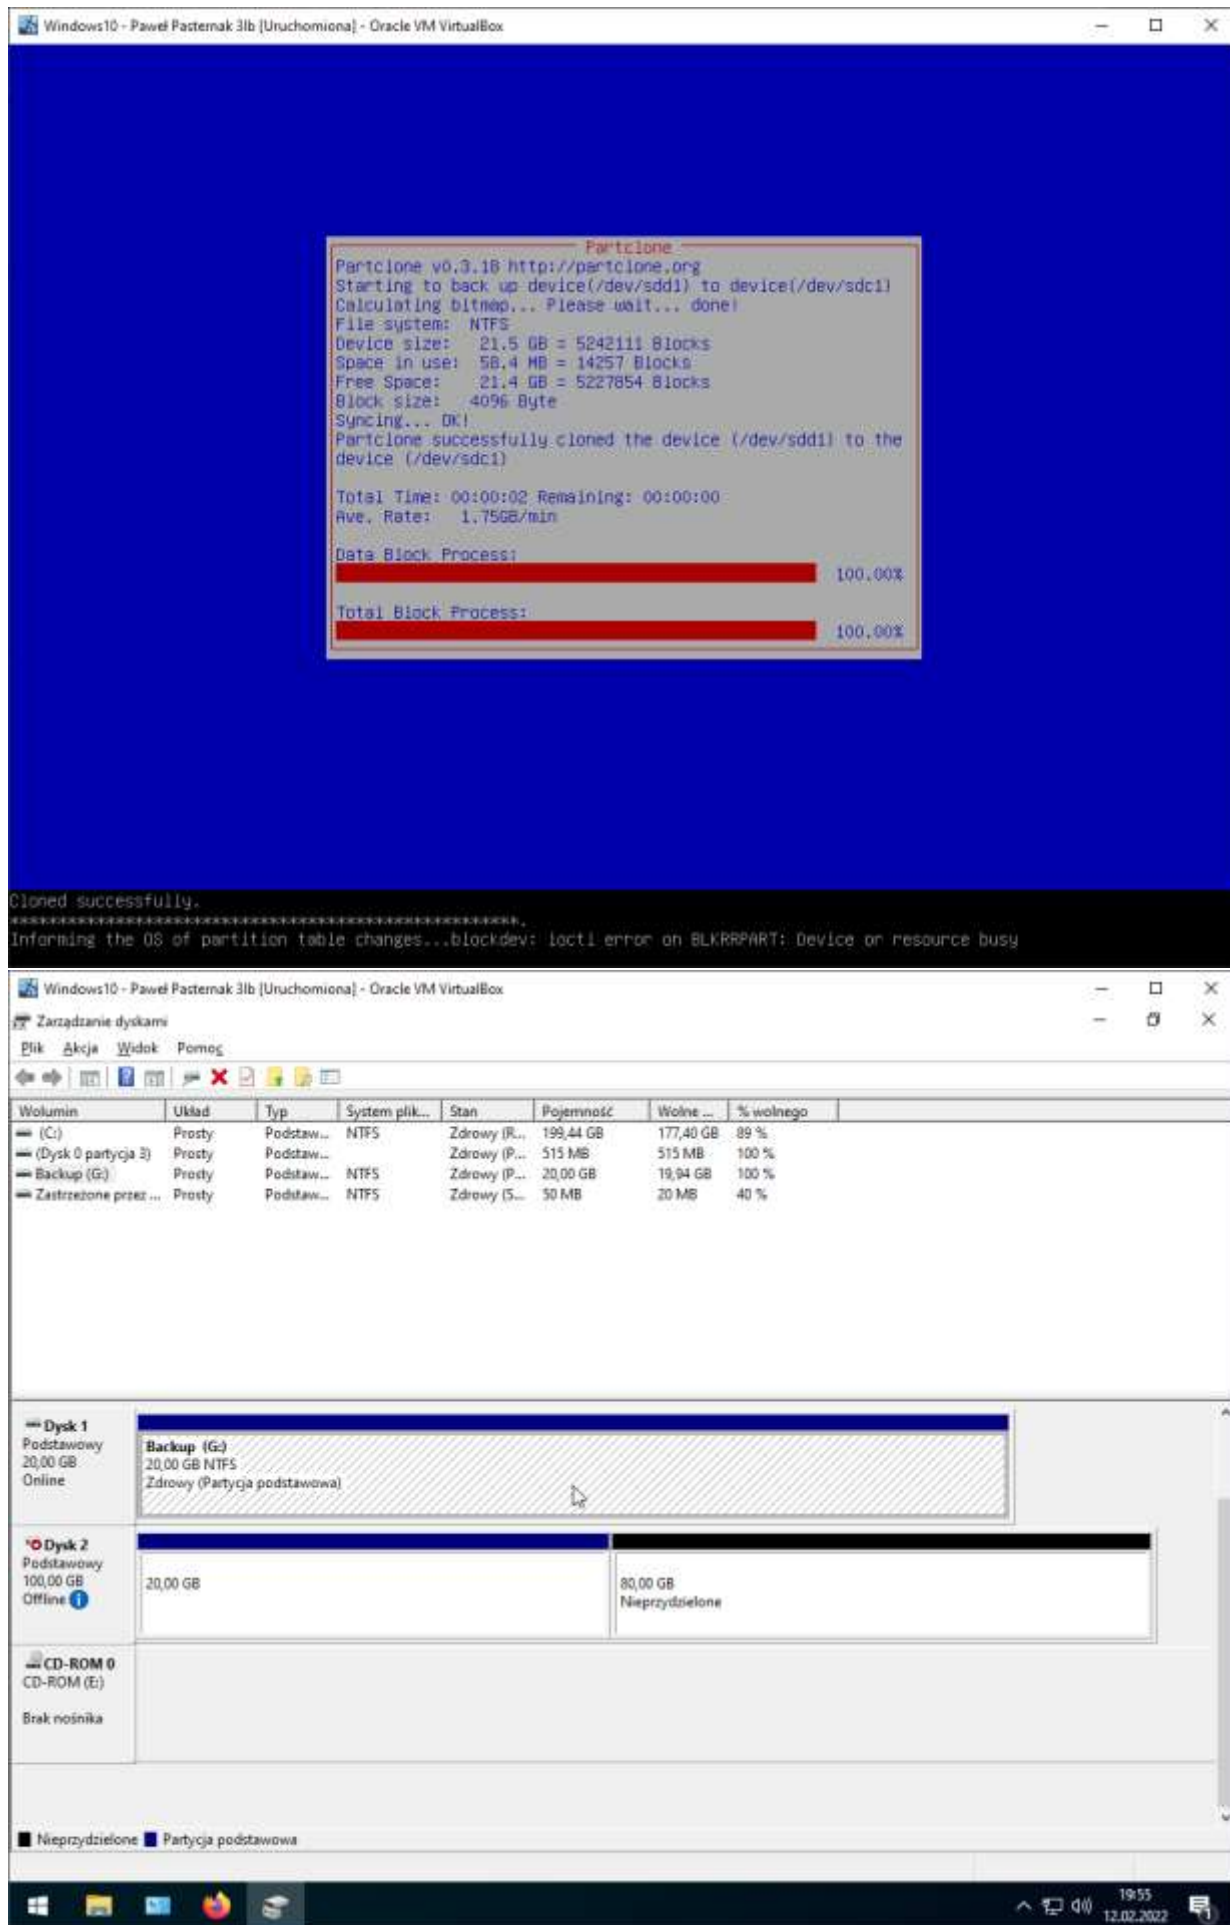 Windows10 - Paweł Pasternak 3lb [Uruchomiona] - Oracle VM VirtualBox
Partclone
Partclone v0.3.18 http://partclone.org
Starting to back up device(/dev/sdd1) to device(/dev/sdc1)
Calculating bitmap... Please wait... done!
File system: NTFS
Device size: 21.5 GB = 5242111 Blocks
Space in use: 58.4 MB = 14257 Blocks
Free Space: 21.4 GB = 5227854 Blocks
Block size: 4096 Byte
Syncing... OK!
Partclone successfully cloned the device (/dev/sdd1) to the
device (/dev/sdc1)
Total Time: 00:00:02 Remaining: 00:00:00
Ave. Rate: 1.75GB/min
Data Block Process:
100.00%
Total Block Process:
100.00%
Cloned successfully.
*****************************************************.
Informing the OS of partition table changes...blockdev: ioctl error on BLKRRPART: Device or resource busy
Windows10 - Paweł Pasternak 3lb [Uruchomiona] - Oracle VM VirtualBox
Zarządzanie dyskami
Plik Akcja Widok Pomoc
Wolumin Układ Typ System plik... Stan Pojemność Wolne ... % wolnego
(C:) Prosty Podstaw... NTFS Zdrowy (R... 199,44 GB 177,40 GB 89 %
(Dysk 0 partycja 3) Prosty Podstaw... Zdrowy (P... 515 MB 515 MB 100 %
Backup (G:) Prosty Podstaw... NTFS Zdrowy (P... 20,00 GB 19,94 GB 100 %
Zastrzeżone przez ... Prosty Podstaw... NTFS Zdrowy (S... 50 MB 20 MB 40 %
Dysk 1
Podstawowy
20,00 GB
Online
Backup (G:)
20,00 GB NTFS
Zdrowy (Partycja podstawowa)
Dysk 2
Podstawowy
100,00 GB
Offline
20,00 GB
80,00 GB
Nieprzydzielone
CD-ROM 0
CD-ROM (E:)
Brak nośnika
Nieprzydzielone Partycja podstawowa
19:55
12.02.2022
1